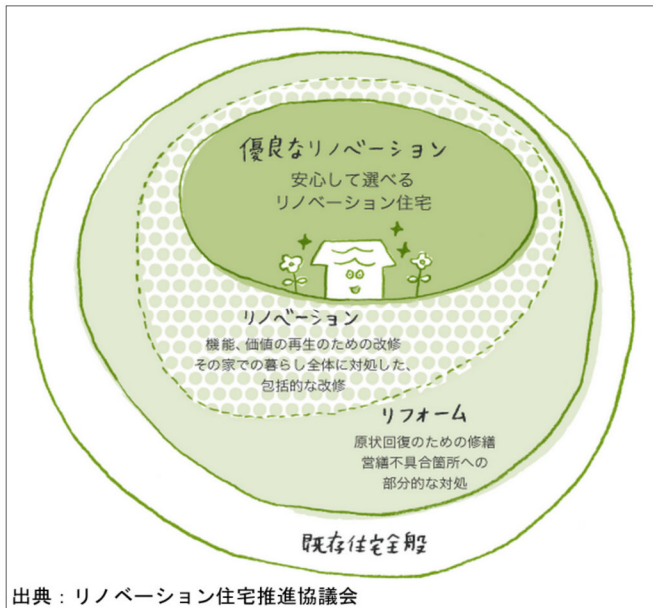 優良なリノベーション
安心して選べる
リノベーション住宅
リノベーション
機能、価値の再生のための改修
その家での暮らし全体に対処した、
包括的な改修
リフォーム
原状回復のための修繕
営繕不具合箇所への
部分的な対処
既存住宅全般
出典：リノベーション住宅推進協議会